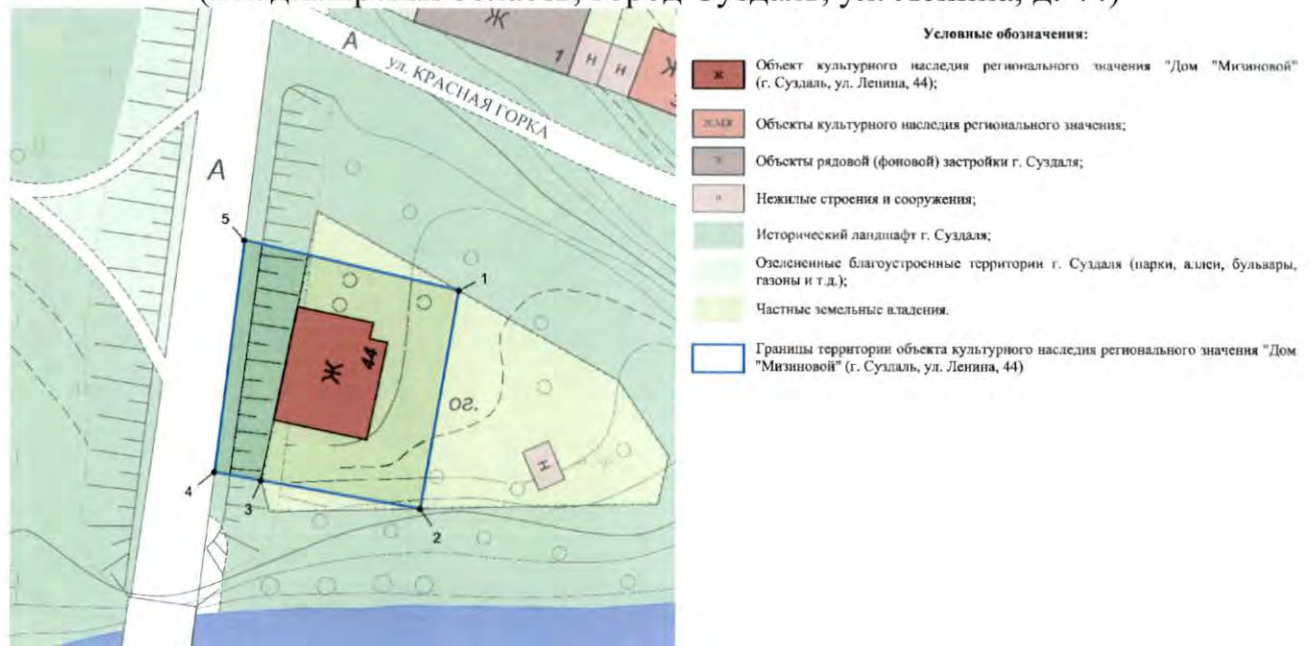 А
ул. КРАСНАЯ ГОРКА
Ж
1
н
н
Ж
А
5
1
Ж
44
ог.
Н
4
3
2
Условные обозначения:
ж
Объект культурного наследия регионального значения "Дом "Мизиновой"
(г. Суздаль, ул. Ленина, 44);
Объекты культурного наследия регионального значения;
Объекты рядовой (фоновой) застройки г. Суздаля;
н
Нежилые строения и сооружения;
Исторический ландшафт г. Суздаля;
Озелененные благоустроенные территории г. Суздаля (парки, аллеи, бульвары,
газоны и т.д.);
Частные земельные владения.
Границы территории объекта культурного наследия регионального значения "Дом
"Мизиновой" (г. Суздаль, ул. Ленина, 44)